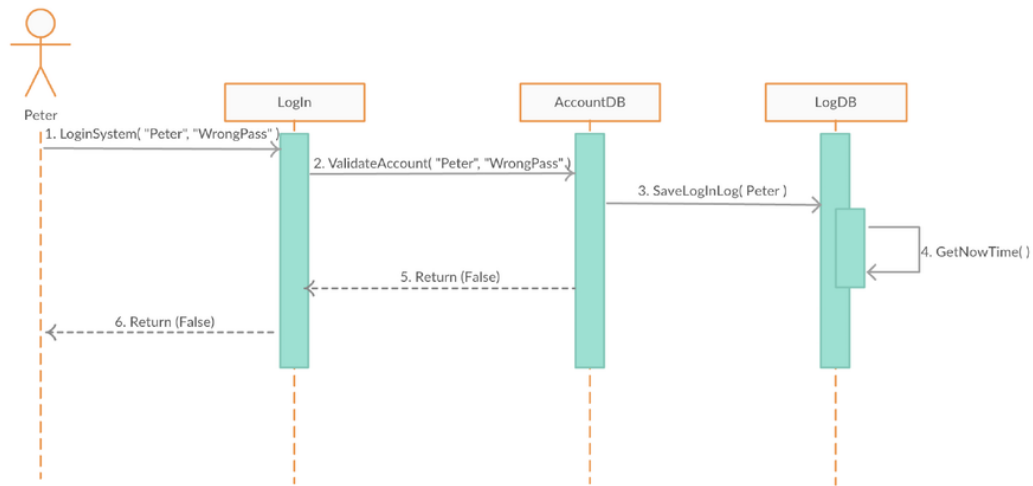 LogIn
AccountDB
LogDB
Peter
1. LoginSystem( "Peter", "WrongPass" )
2. ValidateAccount( "Peter", "WrongPass" )
3. SaveLogInLog( Peter )
4. GetNowTime( )
5. Return (False)
6. Return (False)